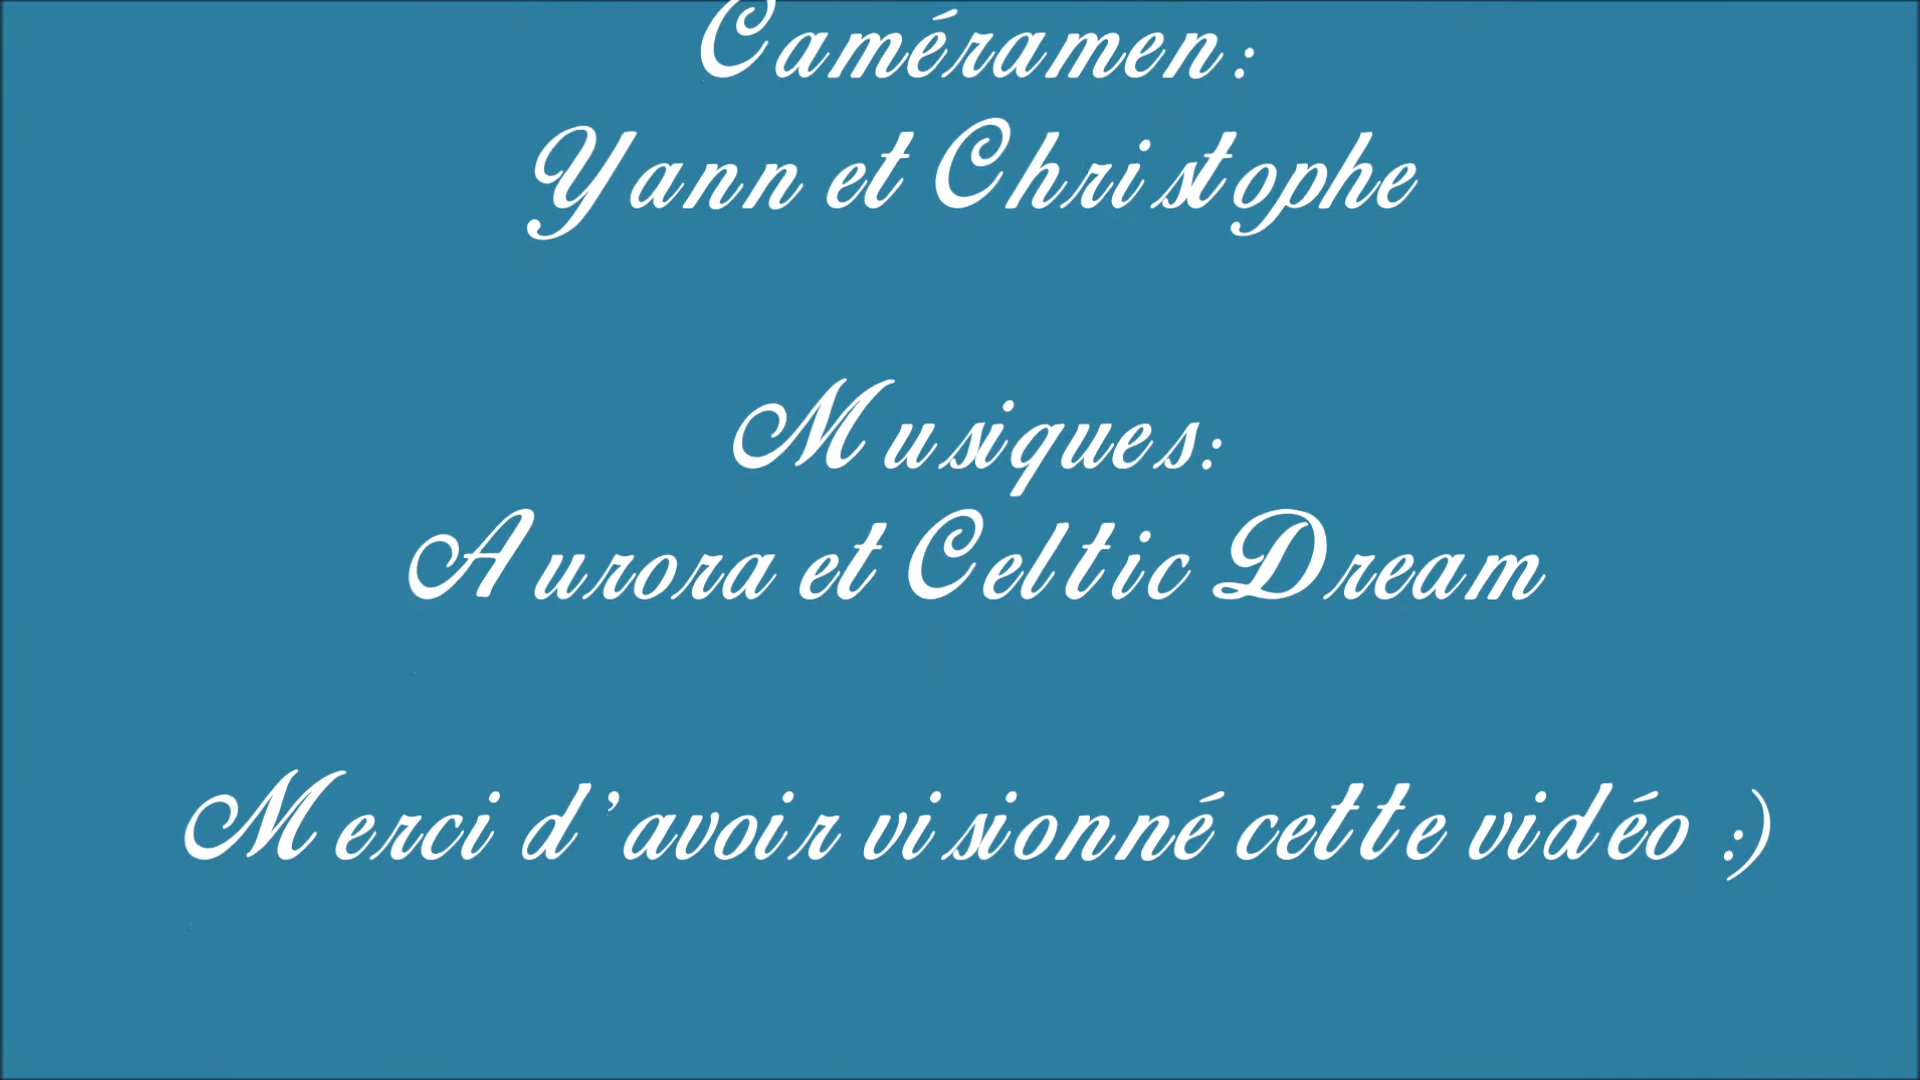 Caméramen:
Yann et Christophe
Musiques:
Aurora et Celtic Dream
Merci d'avoir visionné cette vidéo :)